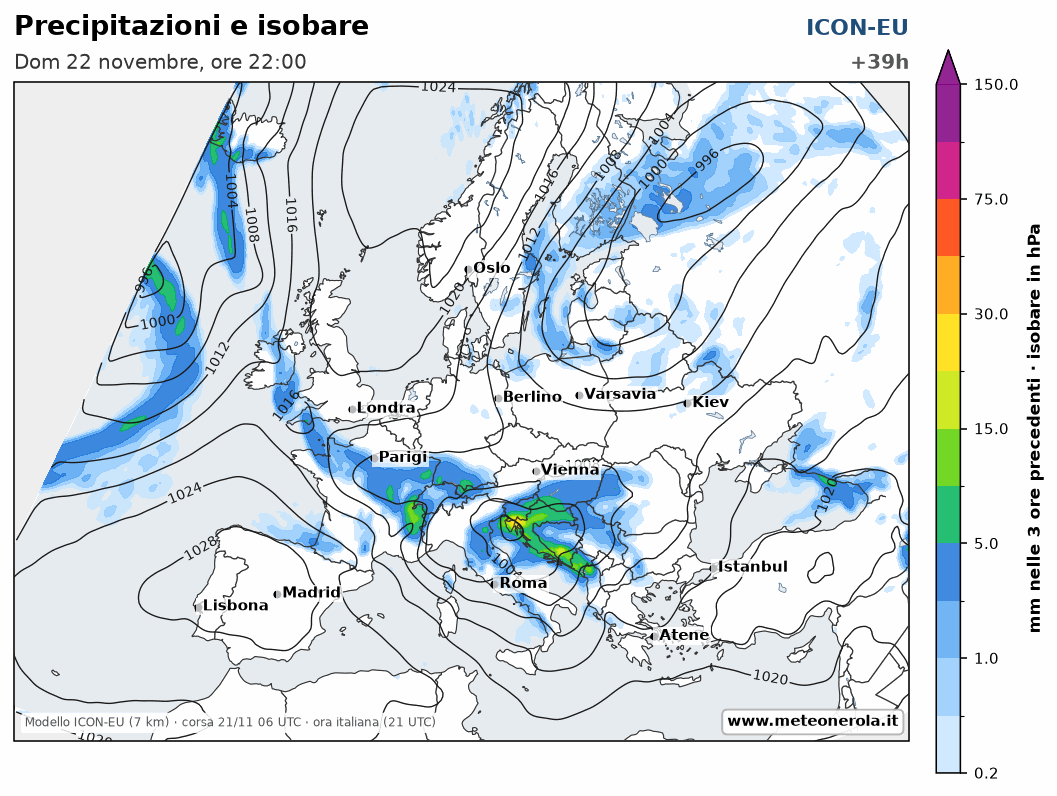 Precipitazioni e isobare
ICON-EU
Dom 22 novembre, ore 22:00
+39h
1024
1004
996
1008
1000
1004
1016
1008
1016
1012
Oslo
996
1020
1000
1012
1016
Londra
Berlino
Varsavia
Kiev
Parigi
Vienna
1024
1020
1028
Roma
Istanbul
Madrid
Lisbona
Atene
1020
1020
Modello ICON-EU (7 km) · corsa 21/11 06 UTC · ora italiana (21 UTC)
www.meteonerola.it
150.0
75.0
30.0
15.0
5.0
1.0
0.2
mm nelle 3 ore precedenti · isobare in hPa